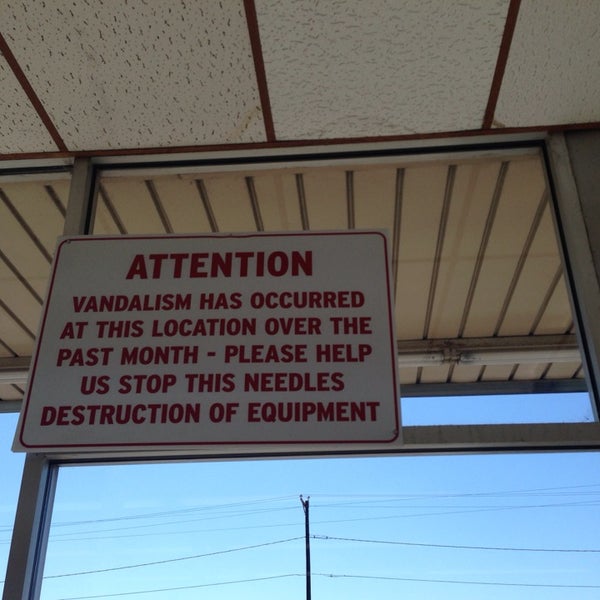 ATTENTION
VANDALISM HAS OCCURRED
AT THIS LOCATION OVER THE
PAST MONTH - PLEASE HELP
US STOP THIS NEEDLES
DESTRUCTION OF EQUIPMENT